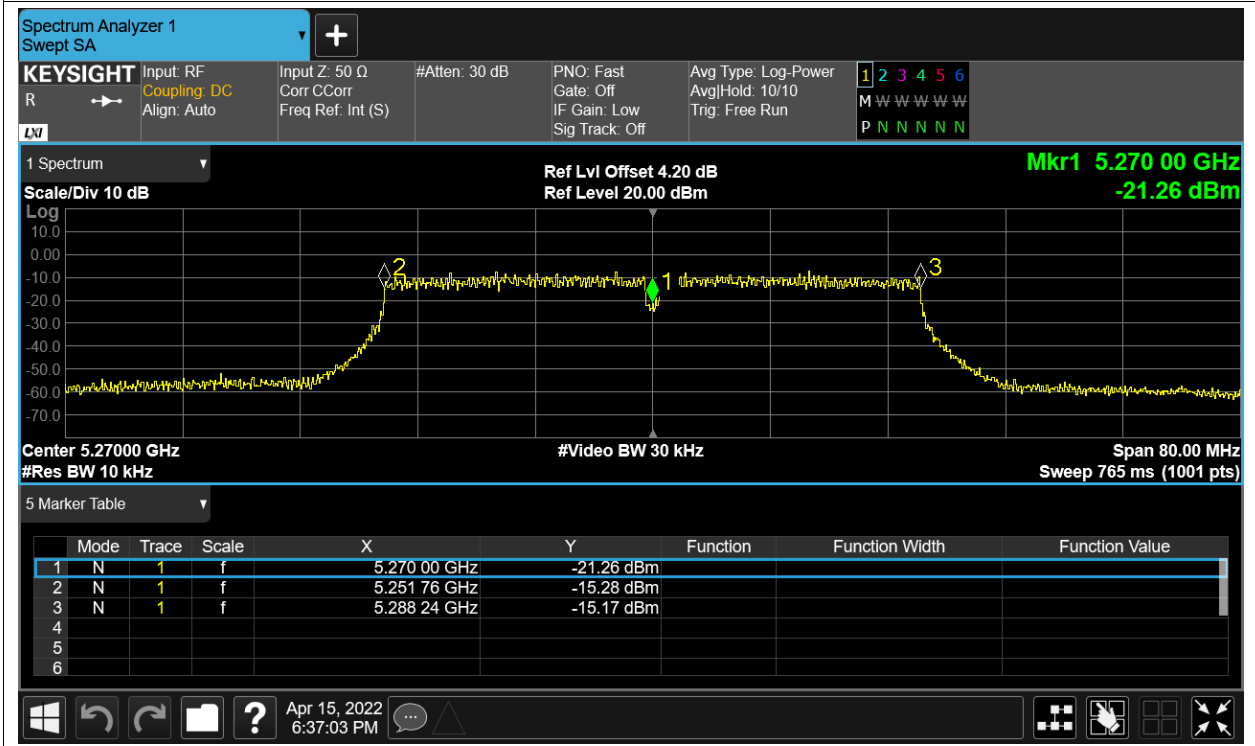 Spectrum Analyzer 1
Swept SA
KEYSIGHT
R
LXI
Input: RF
Coupling: DC
Align: Auto
Input Z: 50 Ω
Corr CCorr
Freq Ref: Int (S)
#Atten: 30 dB
PNO: Fast
Gate: Off
IF Gain: Low
Sig Track: Off
Avg Type: Log-Power
Avg|Hold: 10/10
Trig: Free Run
1 2 3 4 5 6
M W W W W W
P N N N N N
1 Spectrum
Scale/Div 10 dB
Ref Lvl Offset 4.20 dB
Ref Level 20.00 dBm
Mkr1 5.270 00 GHz
-21.26 dBm
Log
10.0
0.00
-10.0
-20.0
-30.0
-40.0
-50.0
-60.0
-70.0
2
1
3
Center 5.27000 GHz
#Video BW 30 kHz
Span 80.00 MHz
#Res BW 10 kHz
Sweep 765 ms (1001 pts)
5 Marker Table
Mode Trace Scale X Y Function Function Width Function Value
1 N 1 f 5.270 00 GHz -21.26 dBm
2 N 1 f 5.251 76 GHz -15.28 dBm
3 N 1 f 5.288 24 GHz -15.17 dBm
4
5
6
?
Apr 15, 2022
6:37:03 PM